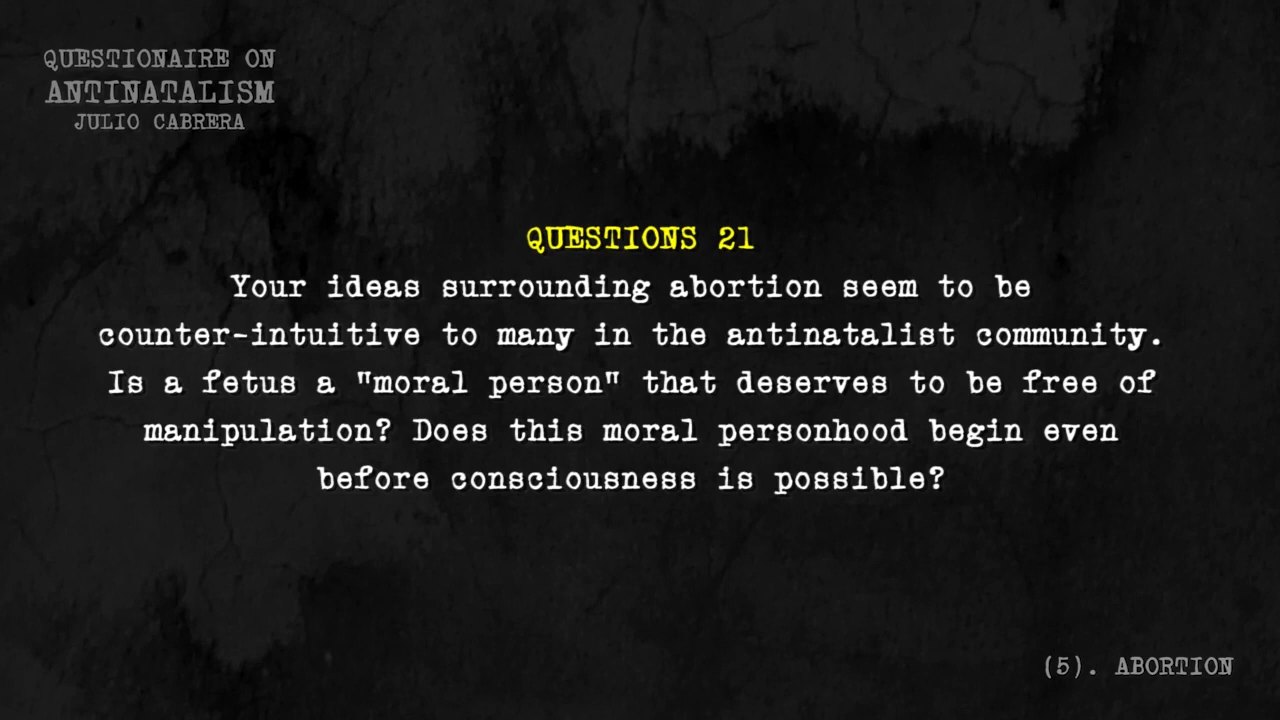 QUESTIONAIRE ON
ANTINATALISM
JULIO CABRERA
QUESTIONS 21
Your ideas surrounding abortion seem to be
counter-intuitive to many in the antinatalist community.
Is a fetus a "moral person" that deserves to be free of
manipulation? Does this moral personhood begin even
before consciousness is possible?
(5). ABORTION